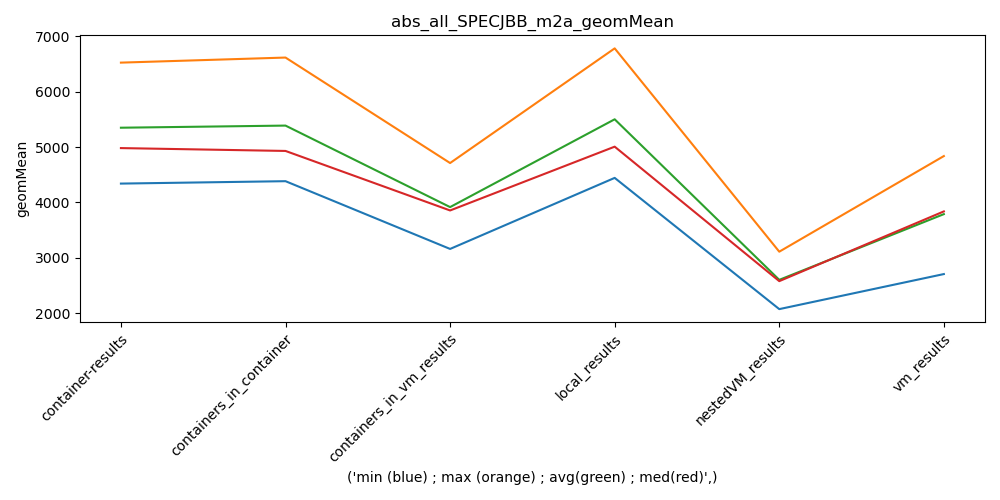 abs_all_SPECJBB_m2a_geomMean
7000
6000
5000
4000
3000
2000
geomMean
container-results
containers_in_container
containers_in_vm_results
local_results
nestedVM_results
vm_results
('min (blue) ; max (orange) ; avg(green) ; med(red)',)